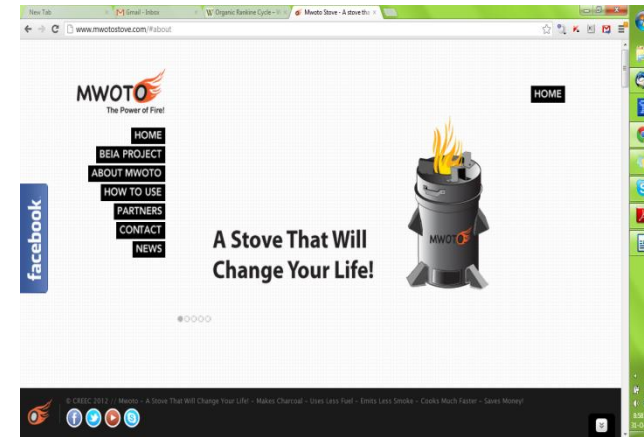 New Tab
Gmail - Inbox
Organic Rankine Cycle -
Mwoto Stove - A stove tha
www.mwotostove.com/#about
MWOTO
The Power of Fire!
HOME
HOME
BEIA PROJECT
ABOUT MWOTO
HOW TO USE
PARTNERS
CONTACT
NEWS
facebook
MWOTO
A Stove That Will
Change Your Life!
© CREEC 2012 // Mwoto - A Stove That Will Change Your Life! - Makes Charcoal - Uses Less Fuel - Emits Less Smoke - Cooks Much Faster - Saves Money!